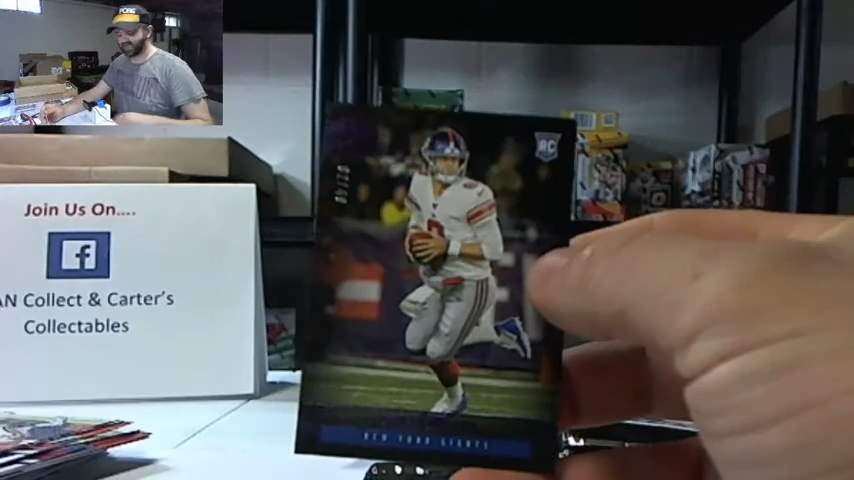 Join Us On....
f
AN Collect & Carter's
Collectables
RC
NEW YORK GIANTS